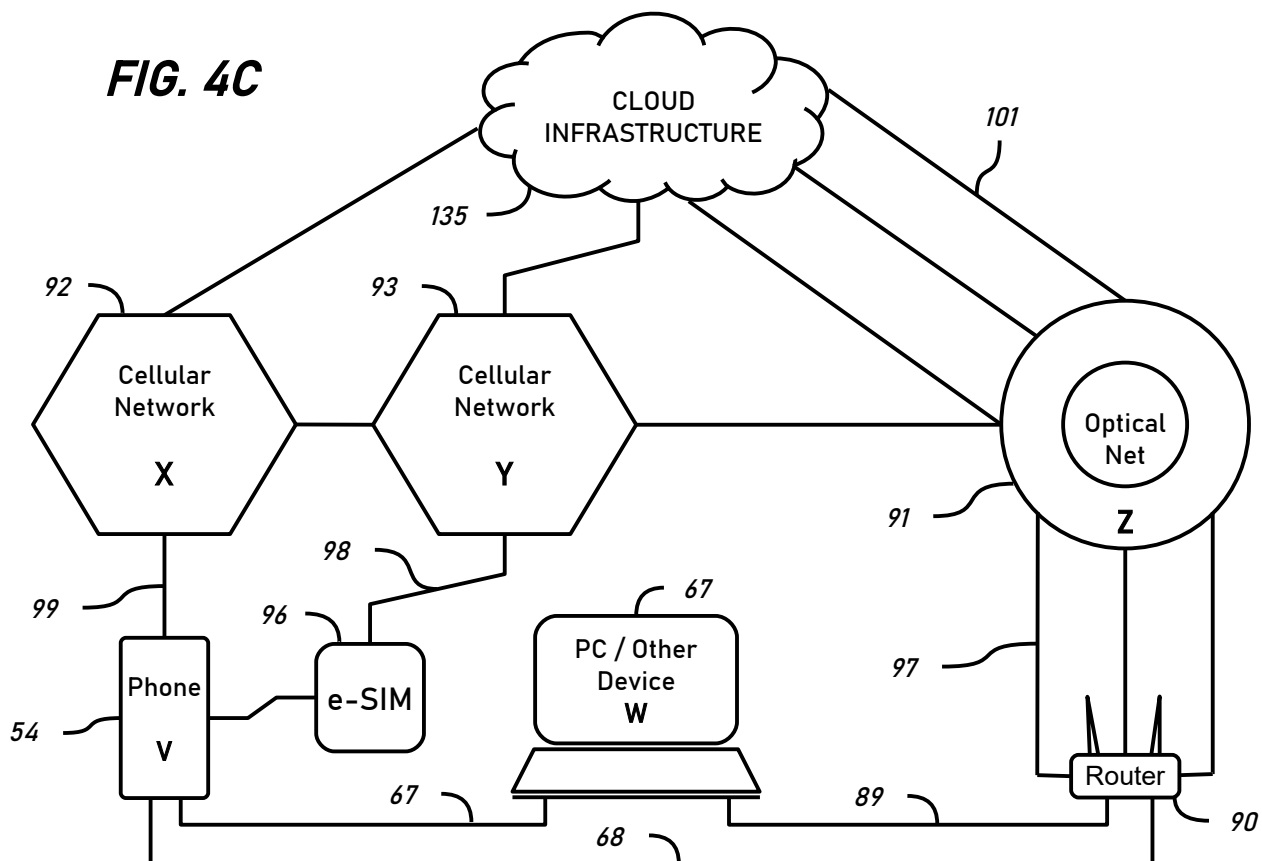 FIG. 4C
CLOUD
INFRASTRUCTURE
101
135
92
93
Cellular
Network
X
Cellular
Network
Y
Optical
Net
Z
91
98
99
96
67
PC / Other
Device
W
97
Phone
V
e-SIM
54
Router
67
89
90
68